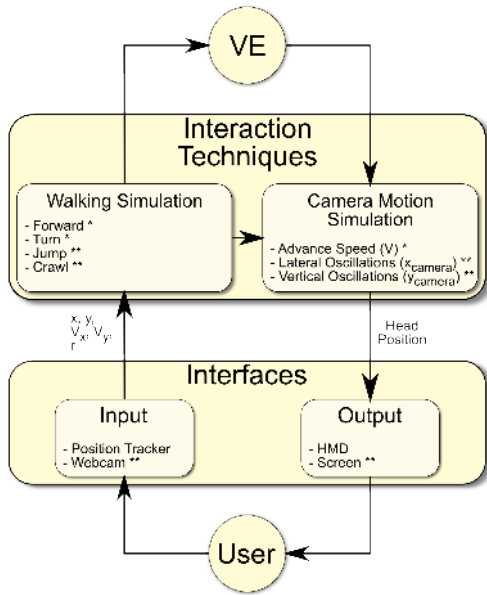 VE
Interaction
Techniques
Walking Simulation
- Forward *
- Turn *
- Jump **
- Crawl **
Camera Motion
Simulation
- Advance Speed (V) *
- Lateral Oscillations (xcamera) **
- Vertical Oscillations (ycamera) **
x, y,
Vx, Vy,
r
Head
Position
Interfaces
Input
- Position Tracker
- Webcam **
Output
- HMD
- Screen **
User